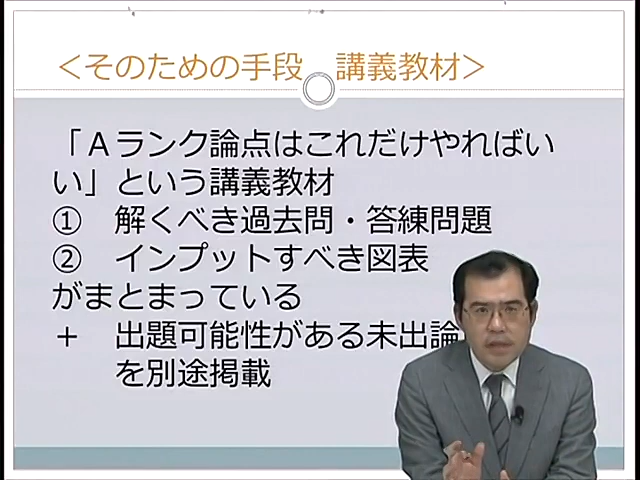 ＜そのための手段　講義教材＞
「Ａランク論点はこれだけやればい
い」という講義教材
①　解くべき過去問・答練問題
②　インプットすべき図表
がまとまっている
＋　出題可能性がある未出論
を別途掲載